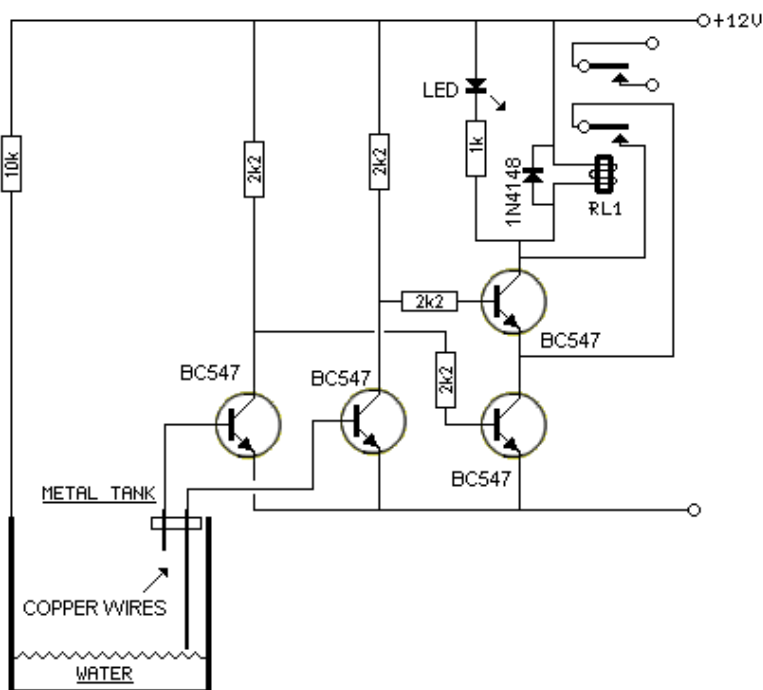 +12V
LED
10k
2k2
2k2
1k
1N4148
RL1
2k2
BC547
BC547
BC547
2k2
BC547
METAL TANK
COPPER WIRES
WATER